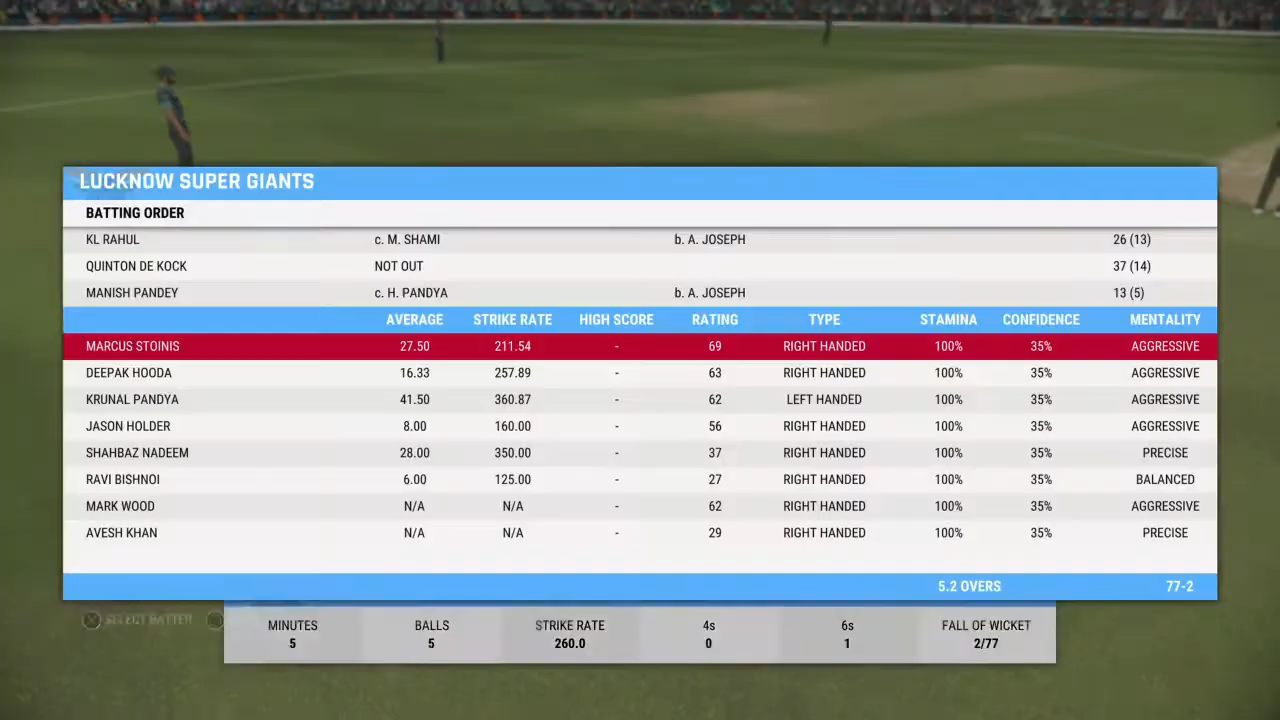 LUCKNOW SUPER GIANTS
BATTING ORDER
KL RAHUL c. M. SHAMI b. A. JOSEPH 26 (13)
QUINTON DE KOCK NOT OUT 37 (14)
MANISH PANDEY c. H. PANDYA b. A. JOSEPH 13 (5)
AVERAGE STRIKE RATE HIGH SCORE RATING TYPE STAMINA CONFIDENCE MENTALITY
MARCUS STOINIS 27.50 211.54 - 69 RIGHT HANDED 100% 35% AGGRESSIVE
DEEPAK HOODA 16.33 257.89 - 63 RIGHT HANDED 100% 35% AGGRESSIVE
KRUNAL PANDYA 41.50 360.87 - 62 LEFT HANDED 100% 35% AGGRESSIVE
JASON HOLDER 8.00 160.00 - 56 RIGHT HANDED 100% 35% AGGRESSIVE
SHAHBAZ NADEEM 28.00 350.00 - 37 RIGHT HANDED 100% 35% PRECISE
RAVI BISHNOI 6.00 125.00 - 27 RIGHT HANDED 100% 35% BALANCED
MARK WOOD N/A N/A - 62 RIGHT HANDED 100% 35% AGGRESSIVE
AVESH KHAN N/A N/A - 29 RIGHT HANDED 100% 35% PRECISE
5.2 OVERS 77-2
SELECT BATTER
MINUTES BALLS STRIKE RATE 4s 6s FALL OF WICKET
5 5 260.0 0 1 2/77